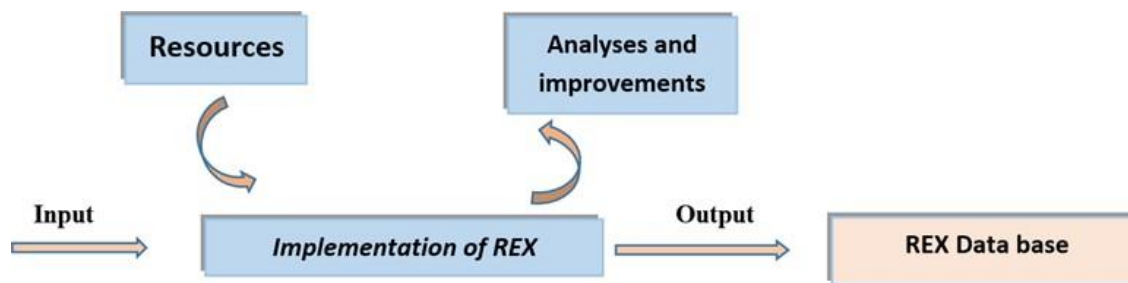 Resources
Analyses and
improvements
Input
Implementation of REX
Output
REX Data base